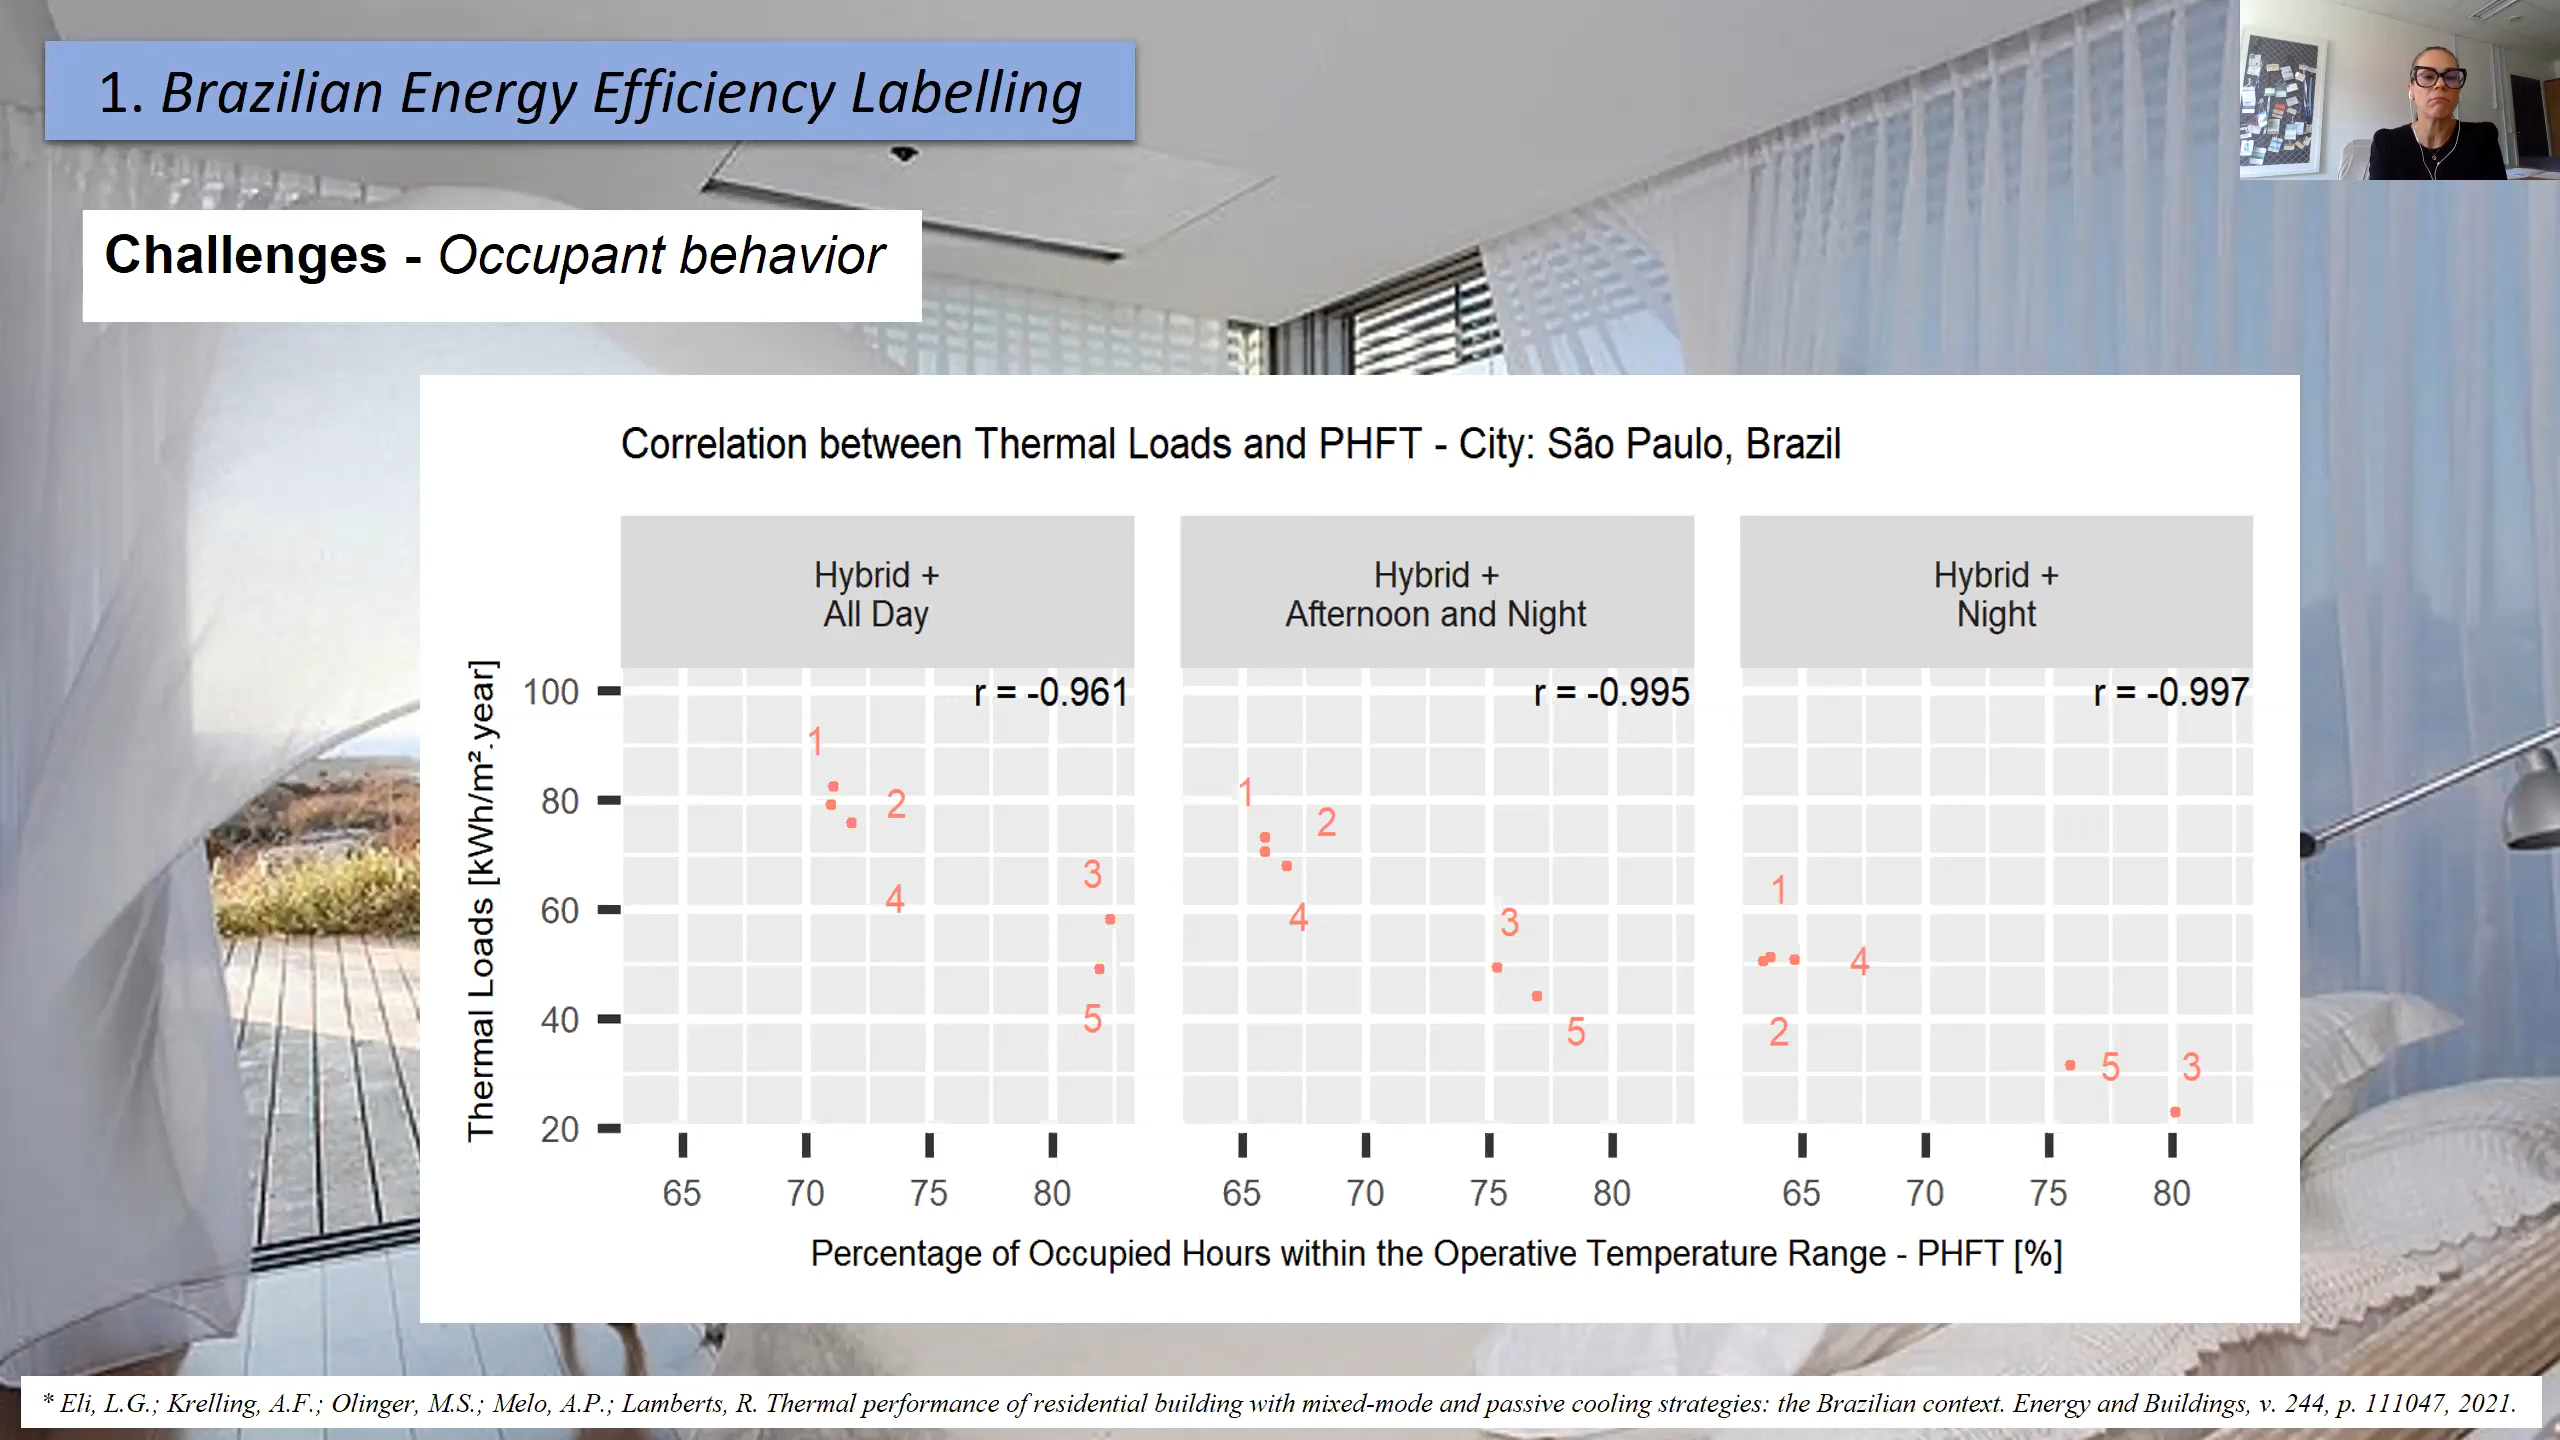 1. Brazilian Energy Efficiency Labelling
Challenges - Occupant behavior
Correlation between Thermal Loads and PHFT - City: São Paulo, Brazil
Hybrid +
All Day
Hybrid +
Afternoon and Night
Hybrid +
Night
Thermal Loads [kWh/m².year]
100
80
60
40
20
r = -0.961
1
2
3
4
5
r = -0.995
1
2
4
3
5
r = -0.997
1
4
2
5
3
65 70 75 80
65 70 75 80
65 70 75 80
Percentage of Occupied Hours within the Operative Temperature Range - PHFT [%]
* Eli, L.G.; Krelling, A.F.; Olinger, M.S.; Melo, A.P.; Lamberts, R. Thermal performance of residential building with mixed-mode and passive cooling strategies: the Brazilian context. Energy and Buildings, v. 244, p. 111047, 2021.